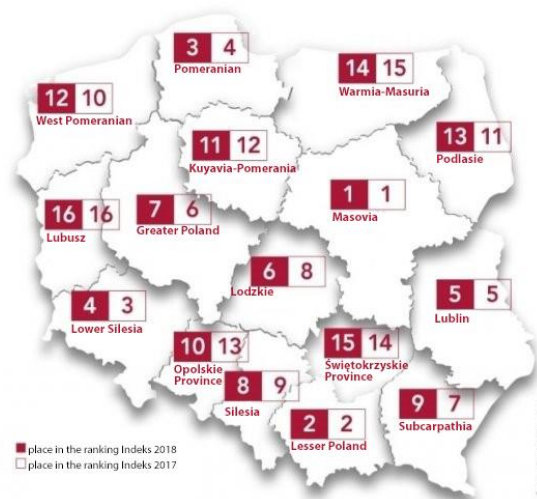 3 4
Pomeranian
14 15
Warmia-Masuria
12 10
West Pomeranian
13 11
Podlasie
11 12
Kuyavia-Pomerania
1 1
Masovia
16 16
Lubusz
7 6
Greater Poland
6 8
Lodzkie
5 5
Lublin
4 3
Lower Silesia
10 13
Opolskie
Province
15 14
Świętokrzyskie
Province
8 9
Silesia
9 7
Subcarpathia
2 2
Lesser Poland
place in the ranking Indeks 2018
place in the ranking Indeks 2017